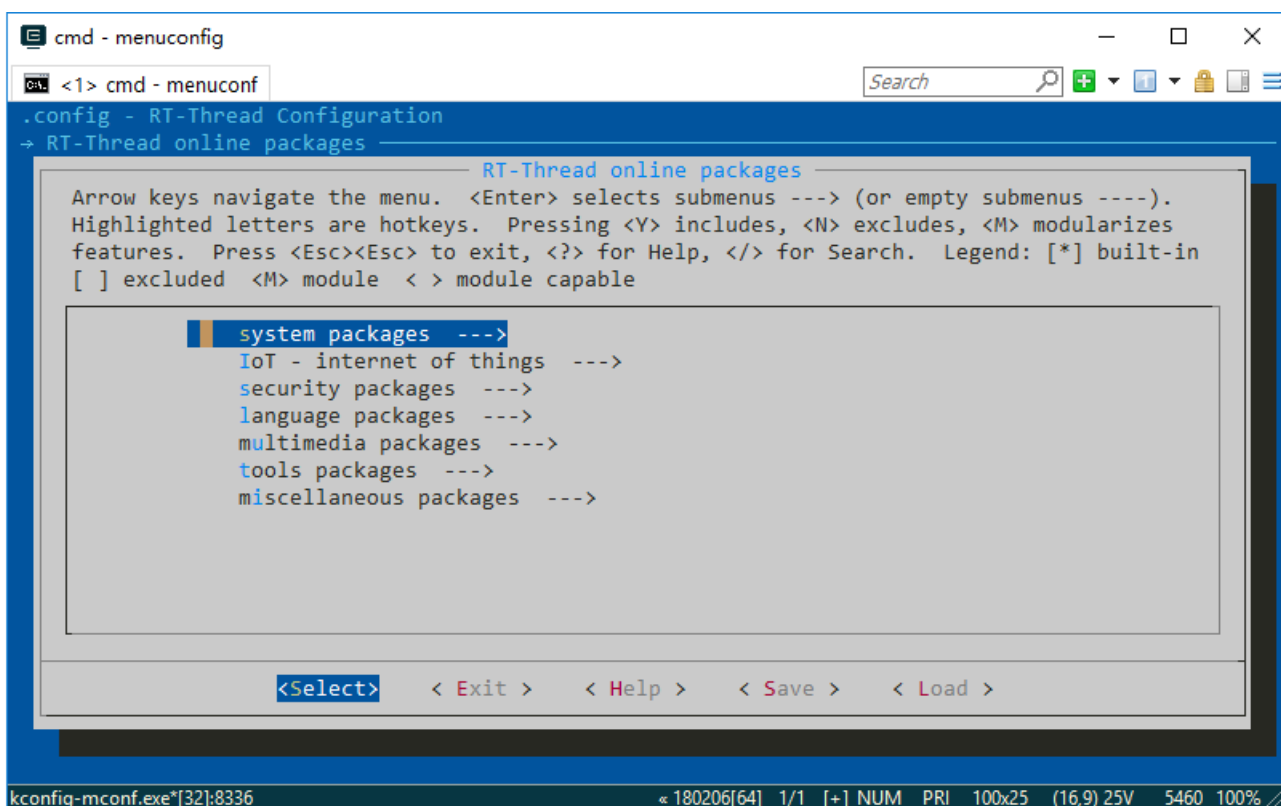 cmd - menuconfig
<1> cmd - menuconf
Search
.config - RT-Thread Configuration
→ RT-Thread online packages
RT-Thread online packages
Arrow keys navigate the menu.  <Enter> selects submenus ---> (or empty submenus ----).
Highlighted letters are hotkeys.  Pressing <Y> includes, <N> excludes, <M> modularizes
features.  Press <Esc><Esc> to exit, <?> for Help, </> for Search.  Legend: [*] built-in
[ ] excluded  <M> module  < > module capable
system packages  --->
IoT - internet of things  --->
security packages  --->
language packages  --->
multimedia packages  --->
tools packages  --->
miscellaneous packages  --->
<Select>    < Exit >    < Help >    < Save >    < Load >
kconfig-mconf.exe*[32]:8336 « 180206[64] 1/1 [+] NUM PRI 100x25 (16,9) 25V 5460 100%